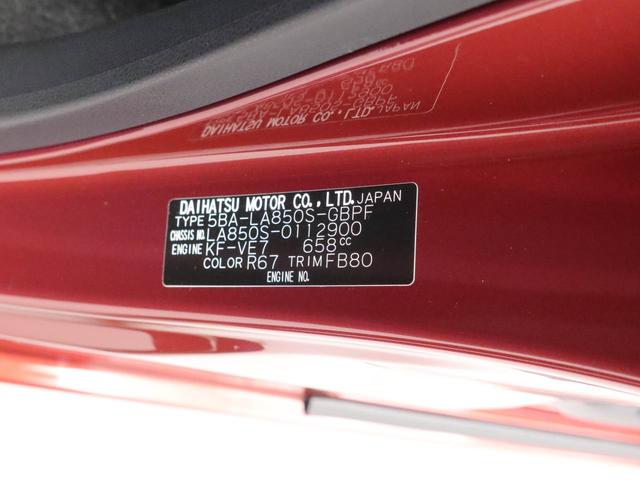 DAIHATSU MOTOR CO., LTD. JAPAN
TYPE 5BA-LA850S-GBPF
CHASSIS NO. LA850S-0112900
ENGINE KF-VE7 658cc
COLOR R67 TRIM FB80
ENGINE NO.